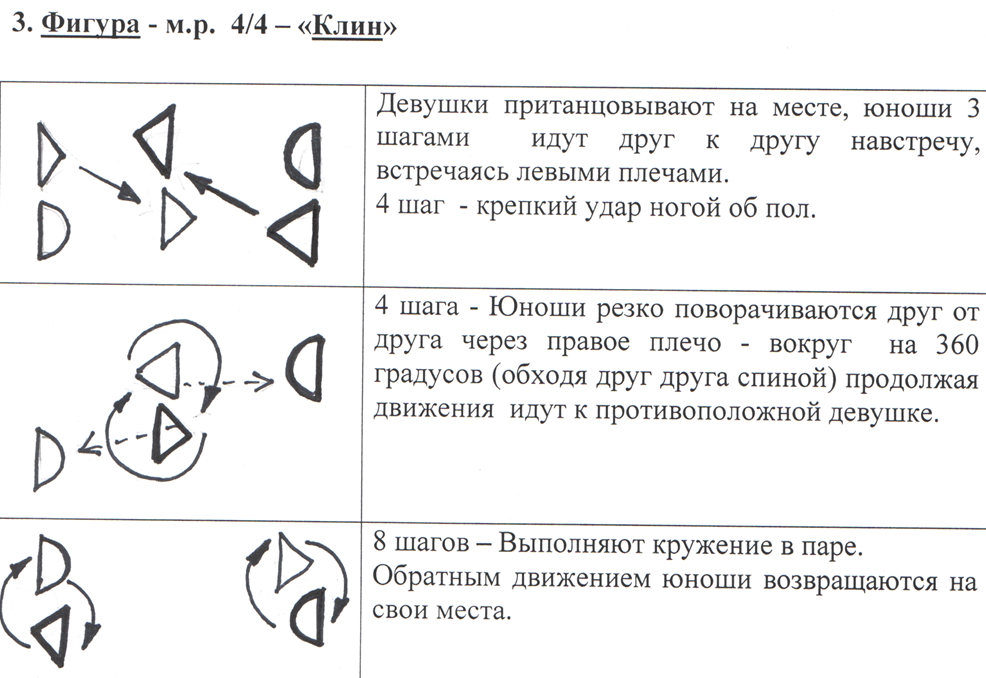 3. Фигура - м.р. 4/4 – «Клин»
Девушки пританцовывают на месте, юноши 3
шагами идут друг к другу навстречу,
встречаясь левыми плечами.
4 шаг - крепкий удар ногой об пол.
4 шага - Юноши резко поворачиваются друг от
друга через правое плечо - вокруг на 360
градусов (обходя друг друга спиной) продолжая
движения идут к противоположной девушке.
8 шагов – Выполняют кружение в паре.
Обратным движением юноши возвращаются на
свои места.